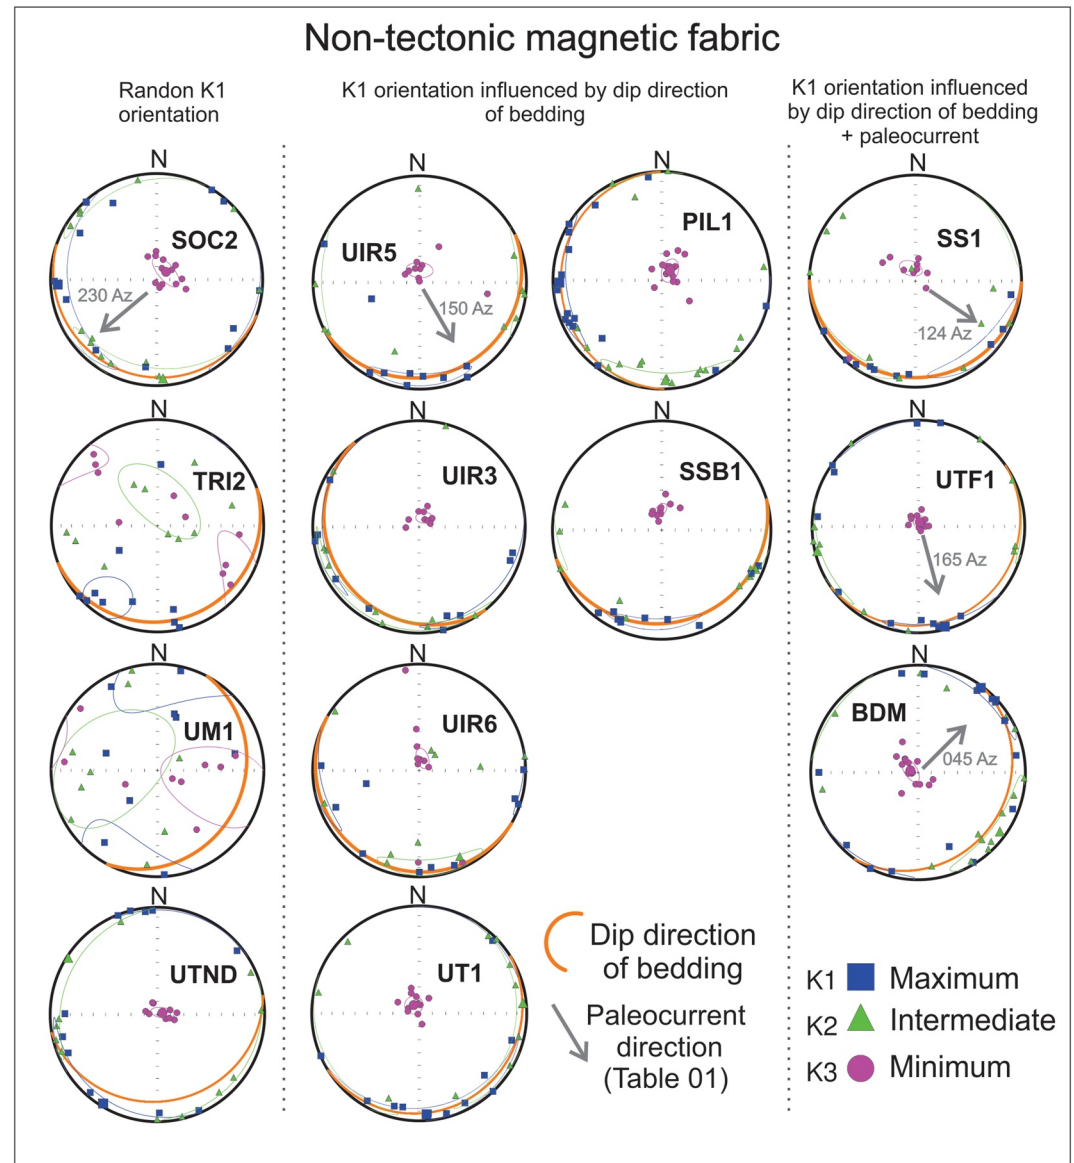 Non-tectonic magnetic fabric
Randon K1
orientation
K1 orientation influenced by dip direction
of bedding
K1 orientation influenced
by dip direction of bedding
+ paleocurrent
N
SOC2
230 Az
N
UIR5
150 Az
N
PIL1
N
SS1
124 Az
N
TRI2
N
UIR3
N
SSB1
N
UTF1
165 Az
N
UM1
N
UIR6
N
BDM
045 Az
N
UTND
N
UT1
Dip direction
of bedding
Paleocurrent
direction
(Table 01)
K1 Maximum
K2 Intermediate
K3 Minimum